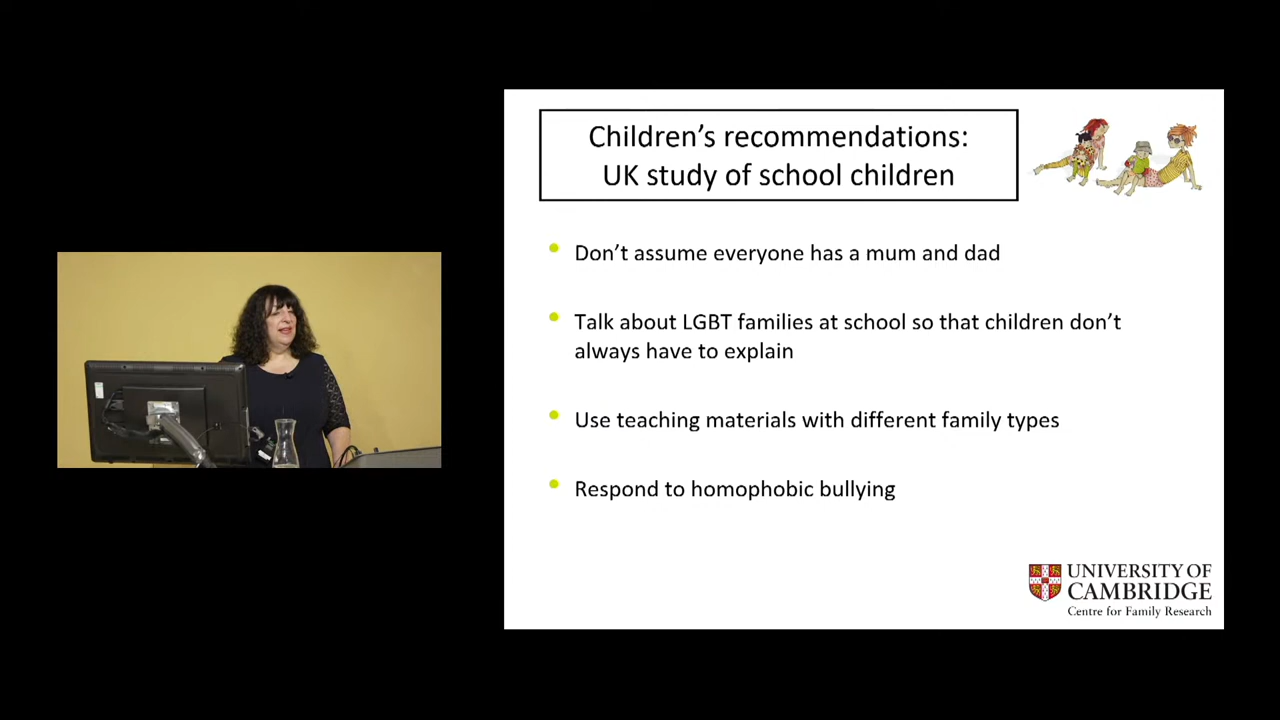 Children’s recommendations:
UK study of school children
Don’t assume everyone has a mum and dad
Talk about LGBT families at school so that children don’t
always have to explain
Use teaching materials with different family types
Respond to homophobic bullying
UNIVERSITY OF
CAMBRIDGE
Centre for Family Research